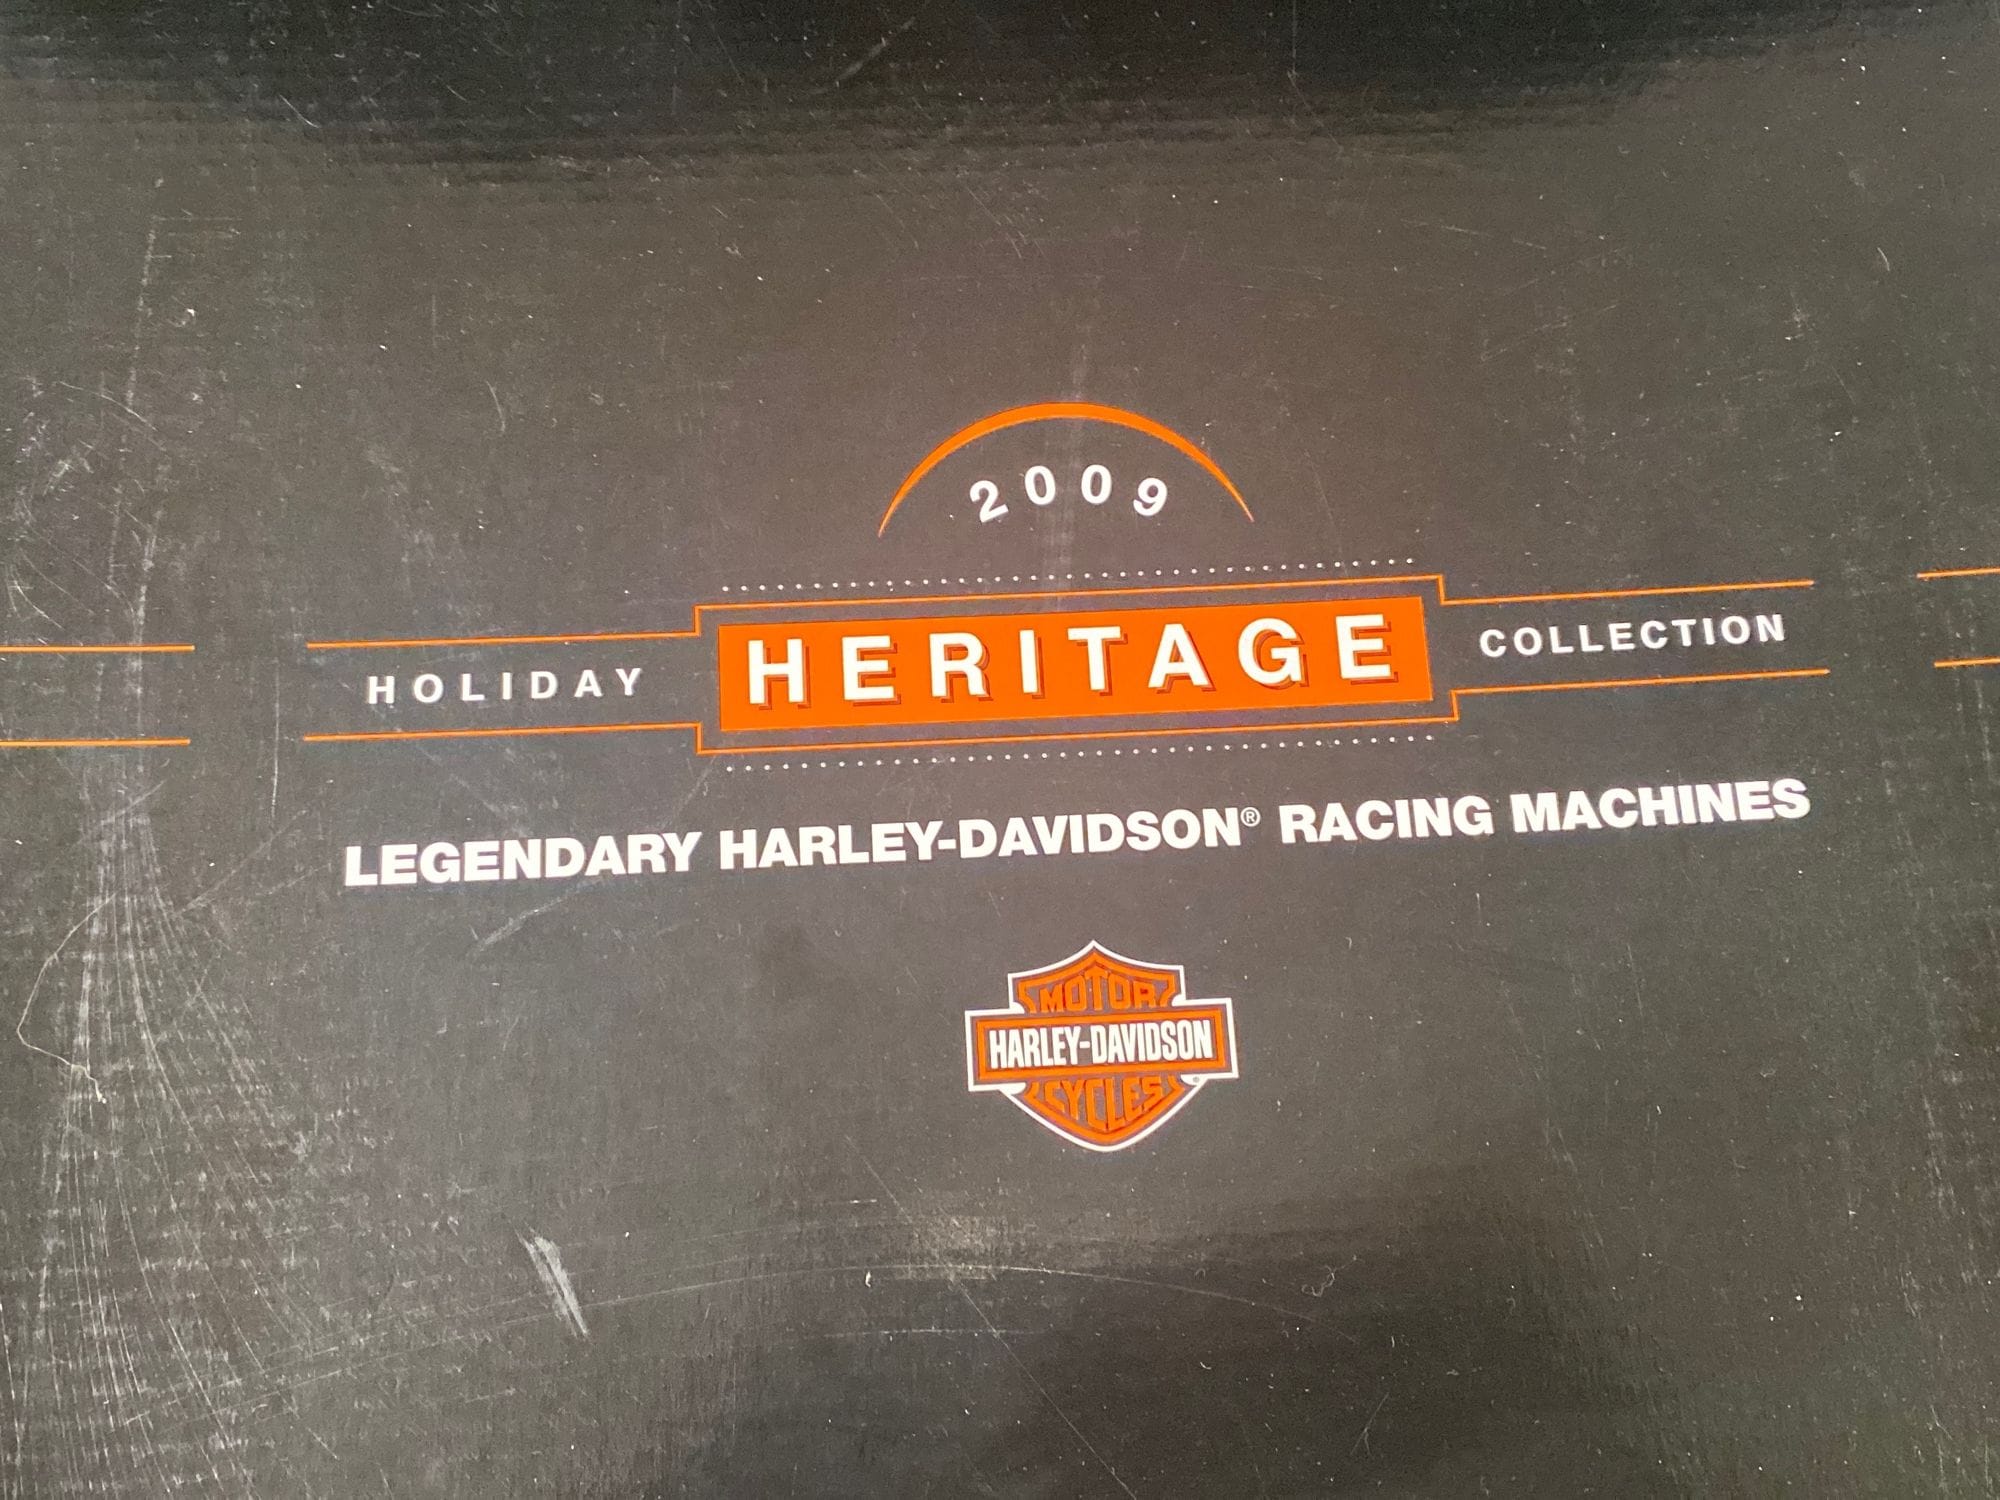 2009
HOLIDAY HERITAGE COLLECTION
LEGENDARY HARLEY-DAVIDSON® RACING MACHINES
MOTOR
HARLEY-DAVIDSON
CYCLES
®